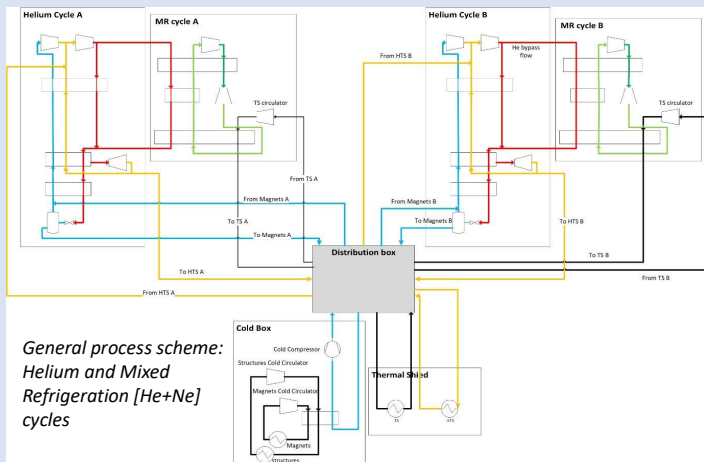 Helium Cycle A
MR cycle A
Helium Cycle B
MR cycle B
From HTS B
He bypass
flow
TS circulator
TS circulator
From TS A
From Magnets A
From Magnets B
To TS A
To Magnets B
To HTS B
To Magnets A
Distribution box
To TS B
To HTS A
From TS B
From HTS A
General process scheme:
Helium and Mixed
Refrigeration [He+Ne]
cycles
Cold Box
Cold Compressor
Structures Cold Circulator
Magnets Cold Circulator
Magnets
Structures
Thermal Shied
TS
HTS